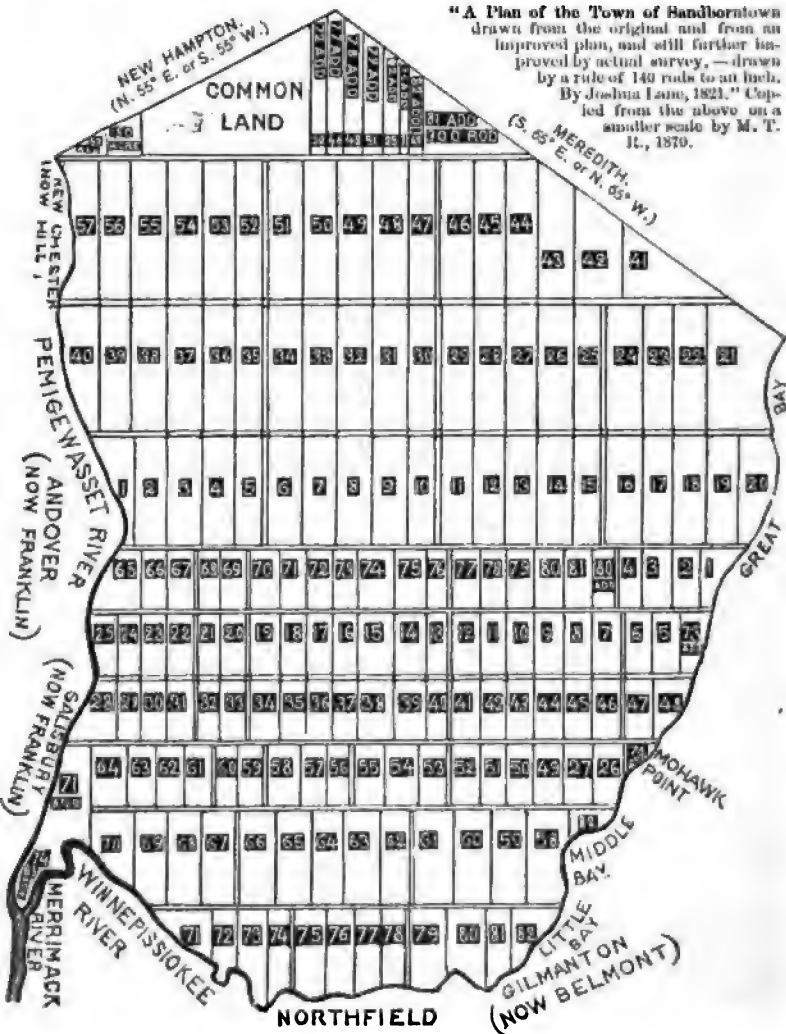 "A Plan of the Town of Sandborntown
drawn from the original and from an
improved plan, and still further im-
proved by actual survey,—drawn
by a rule of 140 rods to an inch.
By Joshua Lane, 1821." Cop-
ied from the above on a
smaller scale by M. T.
R., 1870.
NEW HAMPTON.
(N. 55° E. or S. 55° W.)
COMMON
LAND
81 ADD
300 ROD
MEREDITH.
(S. 65° E. or N. 65° W.)
NEW CHESTER
(NOW HILL,
57 56 55 54 53 52 51 50 49 48 47 46 45 44
43 42 41
40 39 38 37 36 35 34 33 32 31 30 29 28 27 26 25 24 23 22 21
BAY
PEMIGEWASSET RIVER
1 2 3 4 5 6 7 8 9 10 11 12 13 14 15 16 17 18 19 20
GREAT
ANDOVER
(NOW FRANKLIN)
65 66 67 68 69 70 71 72 73 74 75 76 77 78 79 80 81 80 4 3 2 1
ADD
25 24 23 22 21 20 19 18 17 16 15 14 13 12 11 10 9 8 7 6 5 73
SALISBURY
(NOW FRANKLIN)
30 31 32 33 34 35 36 37 38 39 40 41 42 43 44 45 46 47 48
64 63 62 61 60 59 58 57 56 55 54 53 52 51 50 49 27 26
71
ADD
MOHAWK
POINT
70 69 68 67 66 65 64 63 62 61 60 59 58
MIDDLE
BAY.
74
WINNEPISSIOKEE
RIVER
MERRIMACK
RIVER
71 72 73 74 75 76 77 78 79 80 81 82
LITTLE
BAY
GILMANTON
(NOW BELMONT)
NORTHFIELD